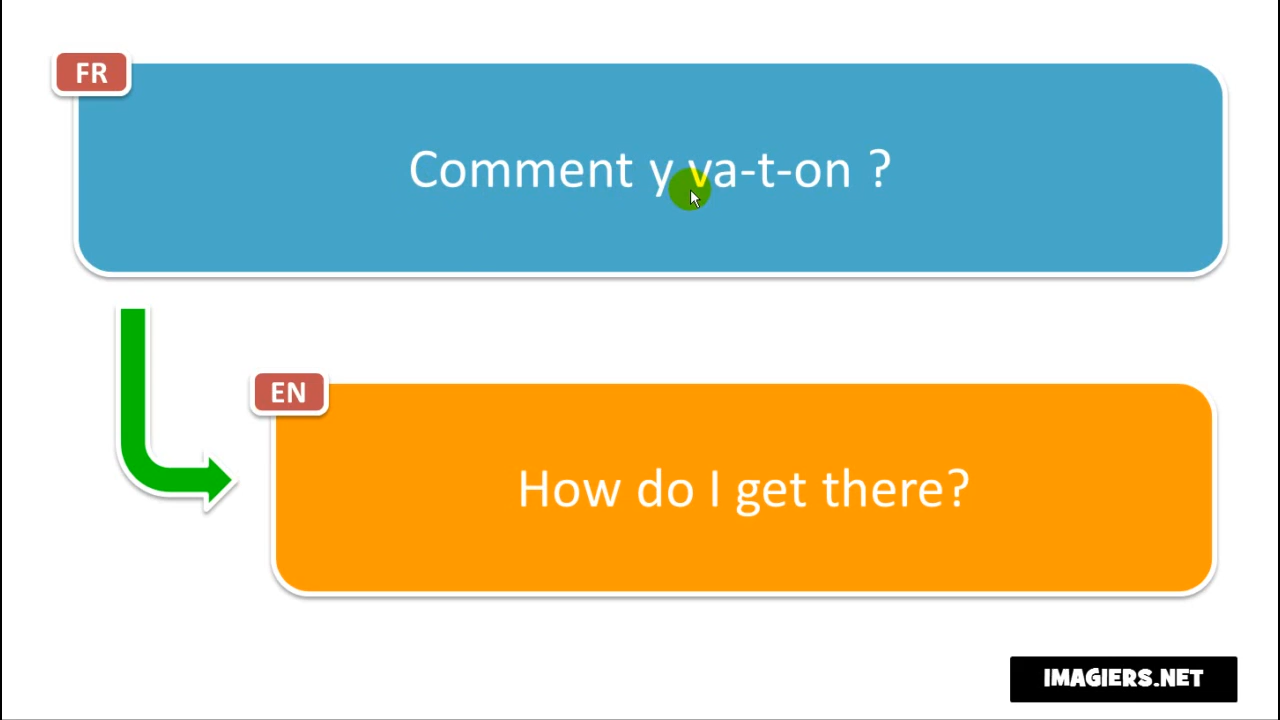 FR
Comment y va-t-on ?
EN
How do I get there?
IMAGIERS.NET